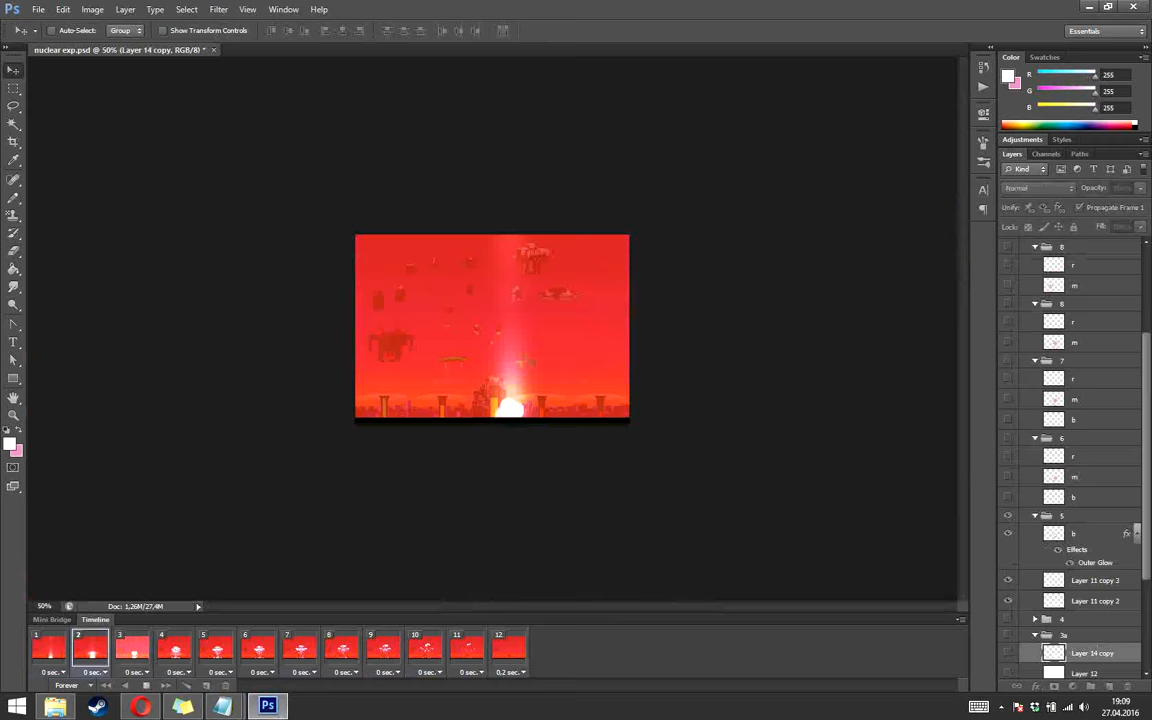 Ps File Edit Image Layer Type Select Filter View Window Help
Auto-Select: Group Show Transform Controls Essentials
nuclear exp.psd @ 50% (Layer 14 copy, RGB/8) * ×
Color Swatches
R 255
G 255
B 255
Adjustments Styles
Layers Channels Paths
Kind
Normal Opacity:
Unify: Propagate Frame 1
Lock: Fill:
8
r
m
8
r
m
7
r
m
b
6
r
m
b
5
b fx
Effects
Outer Glow
Layer 11 copy 3
Layer 11 copy 2
4
3a
Layer 14 copy
Layer 12
50% Doc: 1,26M/27,4M
Mini Bridge Timeline
1 2 3 4 5 6 7 8 9 10 11 12
0 sec. 0 sec. 0 sec. 0 sec. 0 sec. 0 sec. 0 sec. 0 sec. 0 sec. 0 sec. 0 sec. 0,2 sec.
Forever
Ps
19:09
27.04.2016